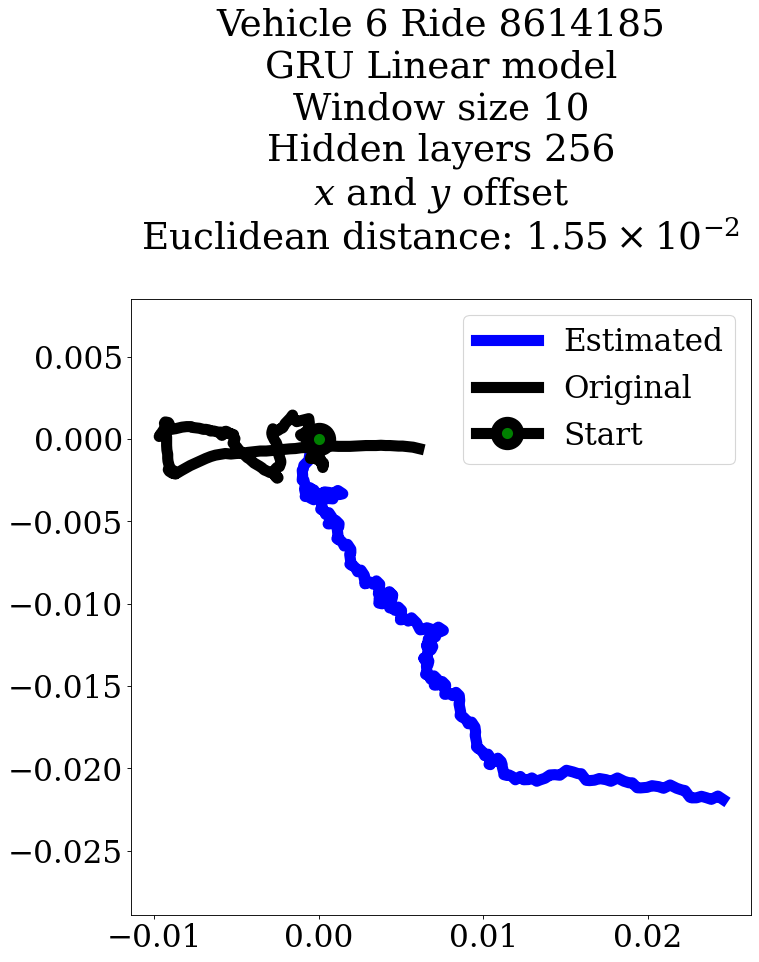 Vehicle 6 Ride 8614185
GRU Linear model
Window size 10
Hidden layers 256
x and y offset
Euclidean distance: 1.55 × 10⁻²
Estimated
Original
Start
0.005
0.000
−0.005
−0.010
−0.015
−0.020
−0.025
−0.01 0.00 0.01 0.02